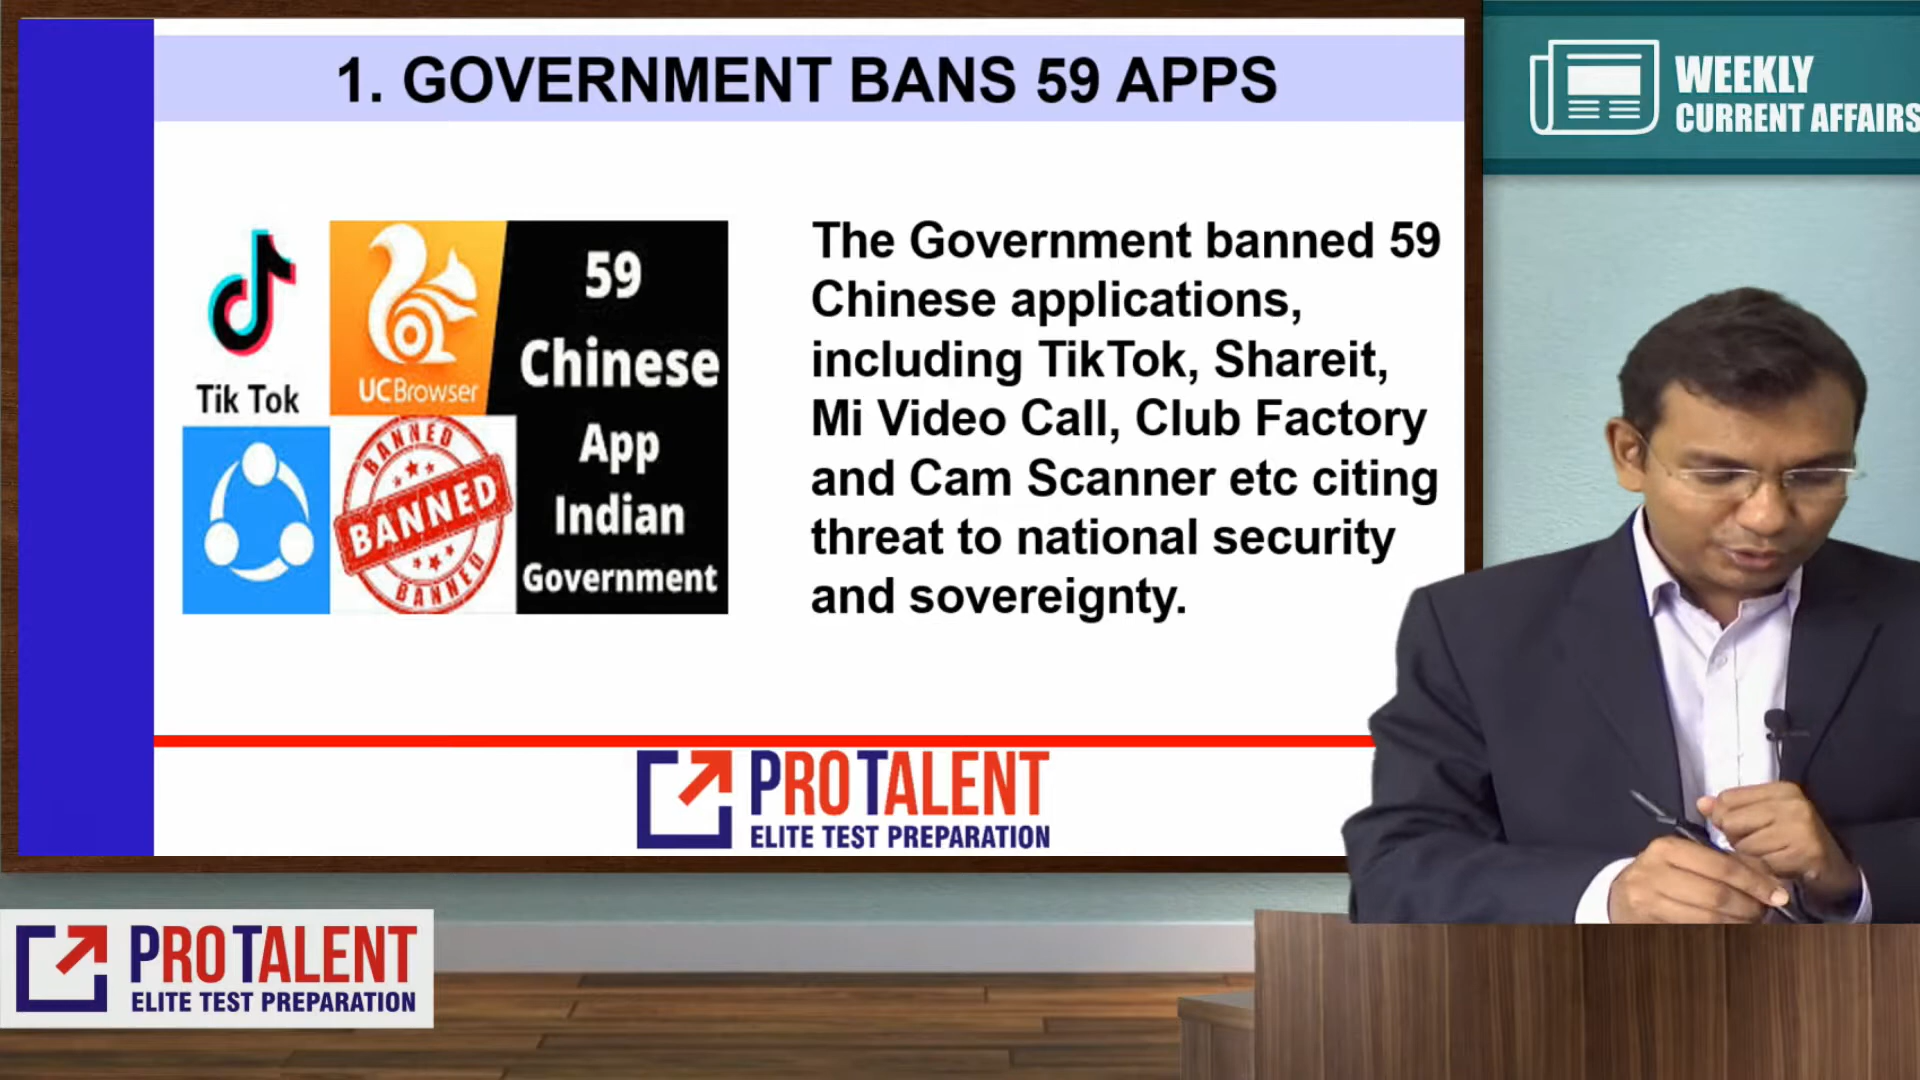 1. GOVERNMENT BANS 59 APPS
WEEKLY
CURRENT AFFAIRS
Tik Tok
UCBrowser
BANNED
BANNED
BANNED
59
Chinese
App
Indian
Government
The Government banned 59
Chinese applications,
including TikTok, Shareit,
Mi Video Call, Club Factory
and Cam Scanner etc citing
threat to national security
and sovereignty.
PROTALENT
ELITE TEST PREPARATION
PROTALENT
ELITE TEST PREPARATION